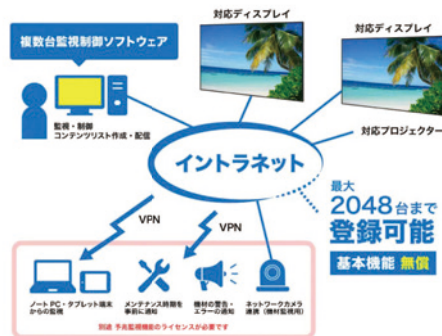 複数台監視制御ソフトウェア
対応ディスプレイ
対応ディスプレイ
監視・制御
コンテンツリスト作成・配信
対応プロジェクター
イントラネット
最大
2048台まで
登録可能
基本機能 無償
VPN
VPN
ノートPC・タブレット端末
からの監視
メンテナンス時期を
事前に通知
機材の警告・
エラーの通知
ネットワークカメラ
連携(機材監視用)
別途 予兆監視機能のライセンスが必要です